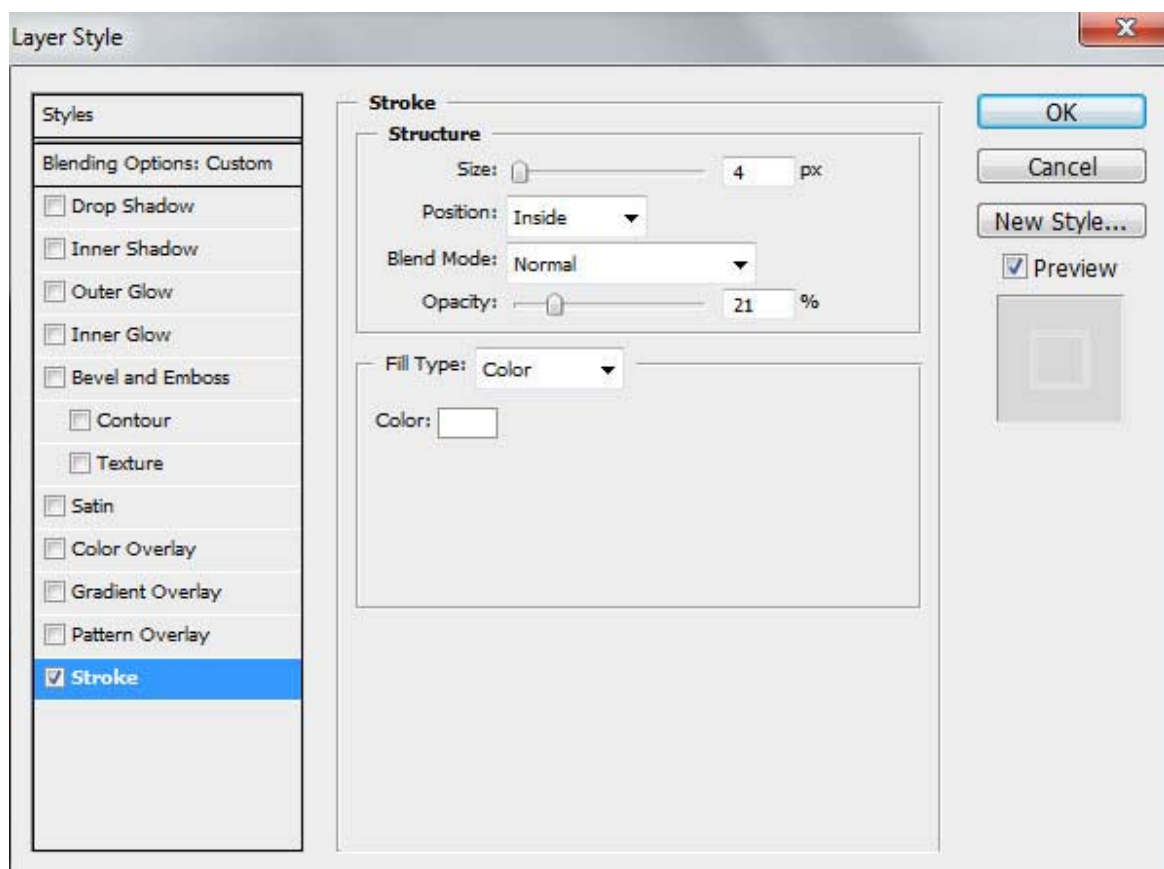 Layer Style
Styles
Blending Options: Custom
Drop Shadow
Inner Shadow
Outer Glow
Inner Glow
Bevel and Emboss
Contour
Texture
Satin
Color Overlay
Gradient Overlay
Pattern Overlay
Stroke
Stroke
Structure
Size: 4 px
Position: Inside
Blend Mode: Normal
Opacity: 21 %
Fill Type: Color
Color:
OK
Cancel
New Style...
Preview